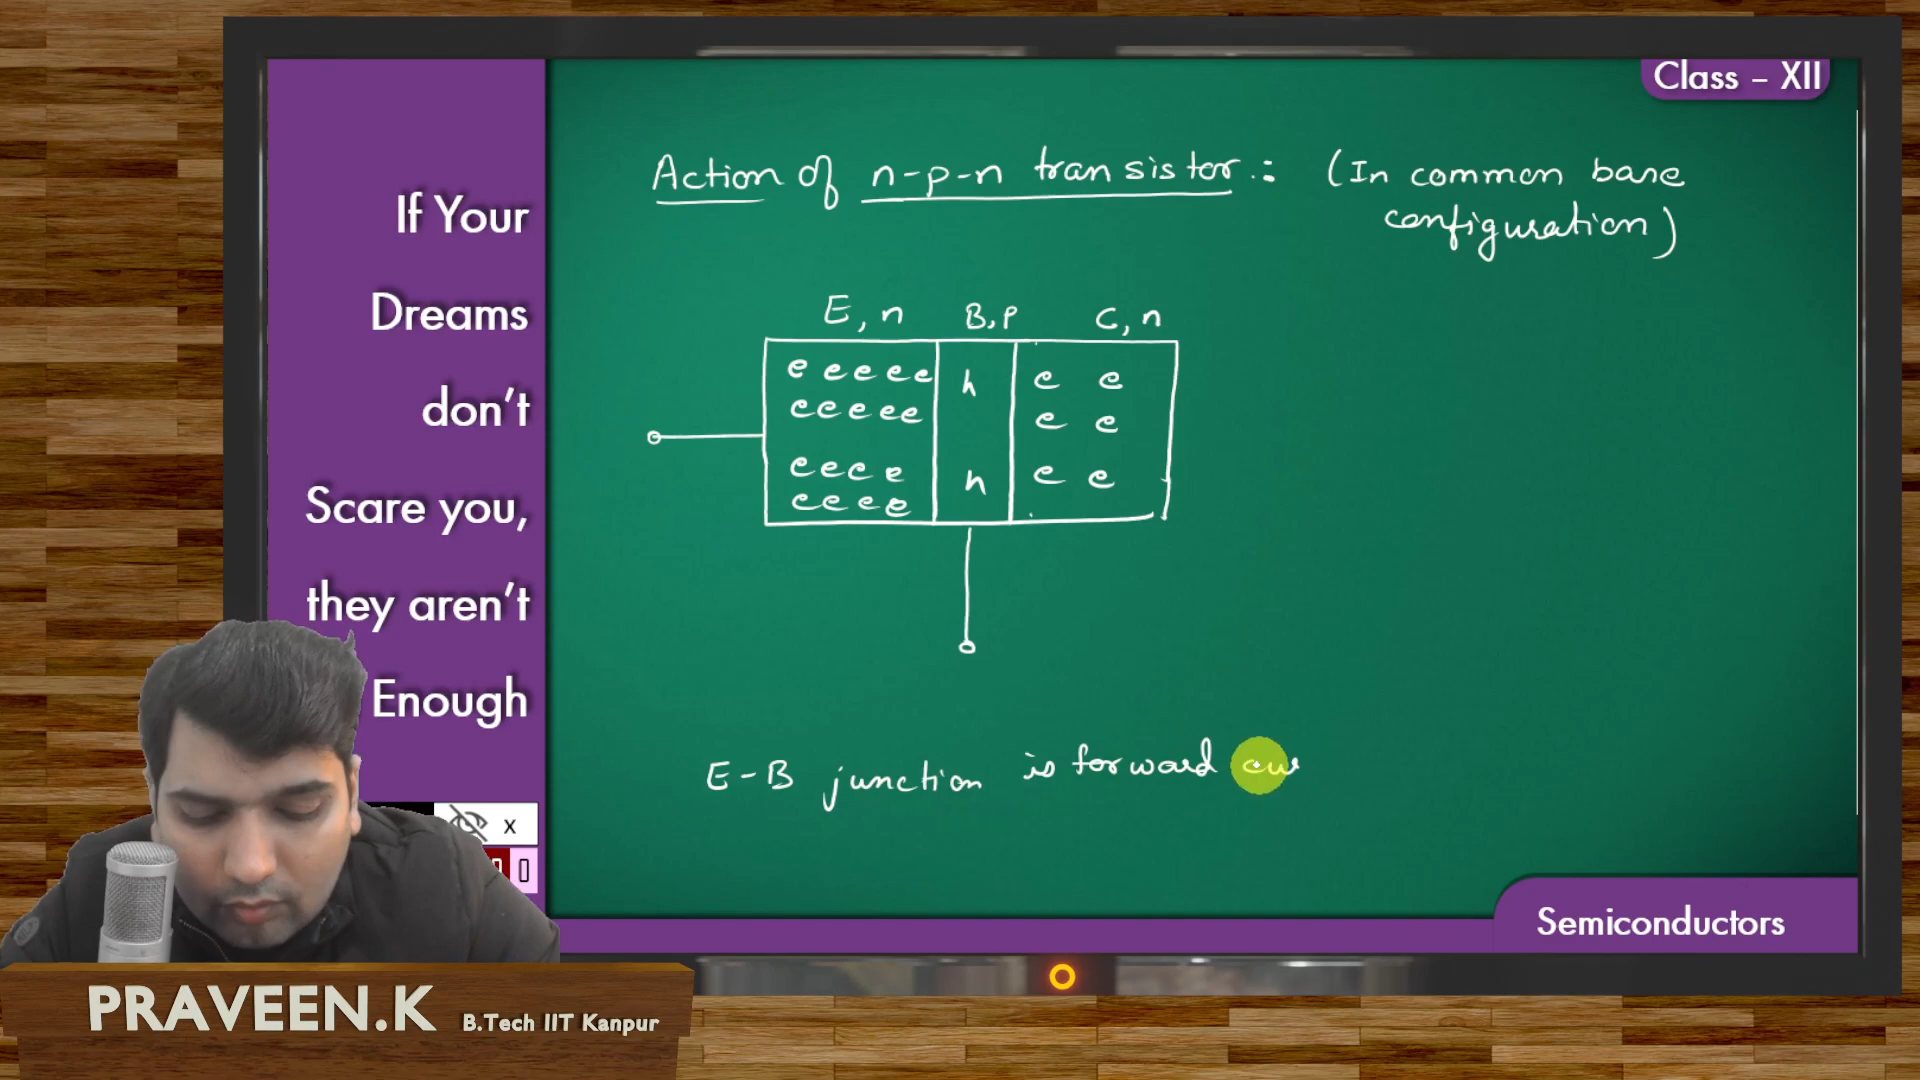 Class – XII
Action of n-p-n transistor :- (In common base
configuration)
If Your
Dreams
don't
Scare you,
they aren't
Enough
E, n B, p C, n
e e e e e h e e
e e e e e e e
e e e e h e e
e e e e
E-B junction is forward
x
Semiconductors
PRAVEEN.K B.Tech IIT Kanpur